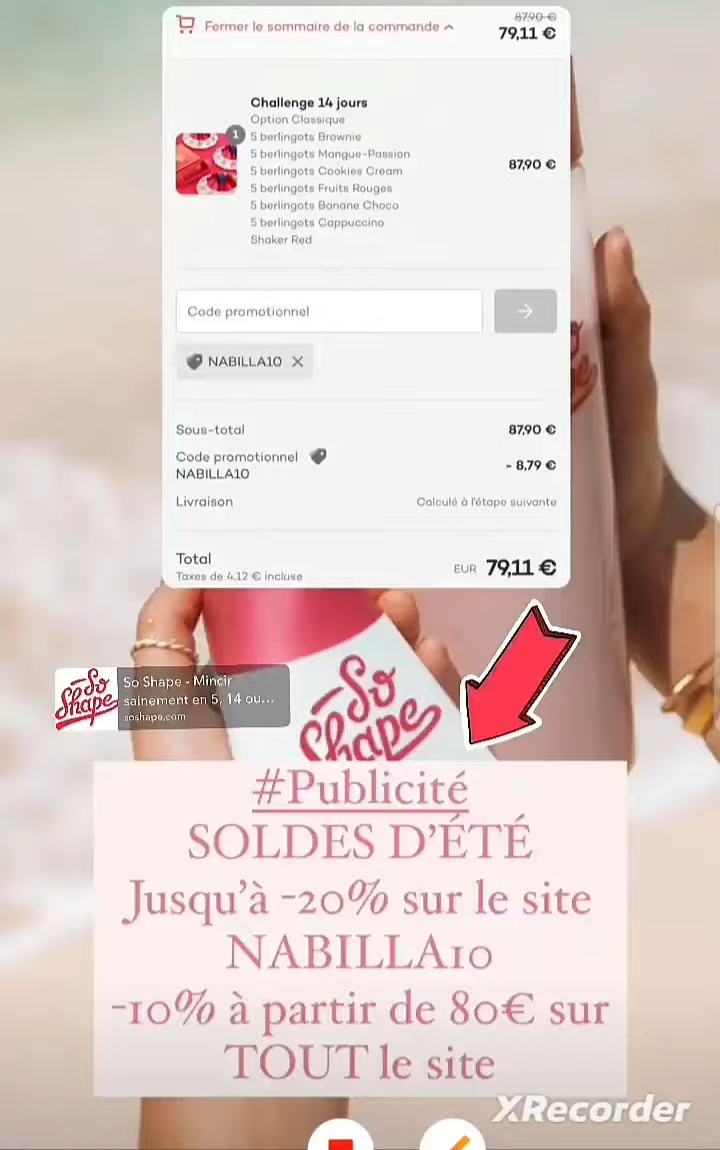 Fermer le sommaire de la commande
87,90 €
79,11 €
Challenge 14 jours
Option Classique
5 berlingots Brownie
5 berlingots Mangue-Passion
5 berlingots Cookies Cream
5 berlingots Fruits Rouges
5 berlingots Banane Choco
5 berlingots Cappuccino
Shaker Red
1
87,90 €
Code promotionnel
NABILLA10
Sous-total 87,90 €
Code promotionnel
NABILLA10
- 8,79 €
Livraison Calculé à l'étape suivante
Total
Taxes de 4,12 € incluse
EUR 79,11 €
So Shape
So Shape - Mincir
sainement en 5, 14 ou...
soshape.com
So
Shape
#Publicité
SOLDES D'ÉTÉ
Jusqu'à -20% sur le site
NABILLA10
-10% à partir de 80€ sur
TOUT le site
XRecorder